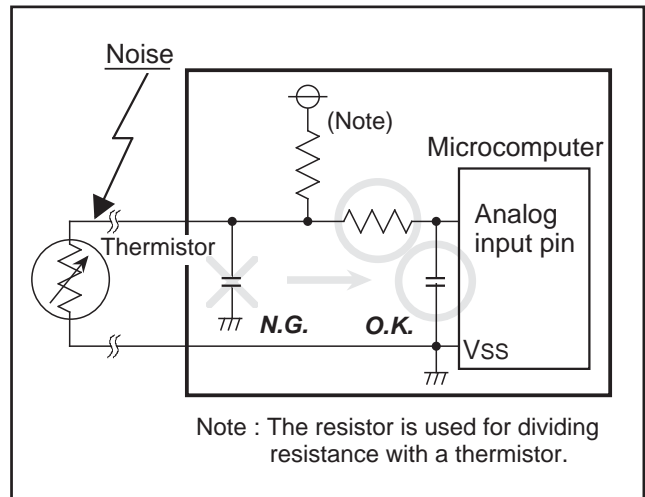 Noise
(Note)
Microcomputer
Analog
input pin
Thermistor
N.G.
O.K.
VSS
Note : The resistor is used for dividing
resistance with a thermistor.